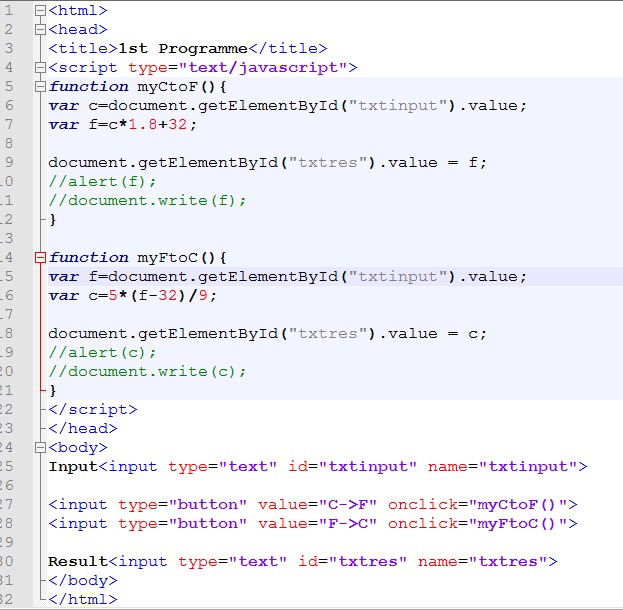 1 <html>
2 <head>
3 <title>1st Programme</title>
4 <script type="text/javascript">
5 function myCtoF(){
6 var c=document.getElementById("txtinput").value;
7 var f=c*1.8+32;
8
9 document.getElementById("txtres").value = f;
10 //alert(f);
11 //document.write(f);
12 }
13
14 function myFtoC(){
15 var f=document.getElementById("txtinput").value;
16 var c=5*(f-32)/9;
17
18 document.getElementById("txtres").value = c;
19 //alert(c);
20 //document.write(c);
21 }
22 </script>
23 </head>
24 <body>
25 Input<input type="text" id="txtinput" name="txtinput">
26
27 <input type="button" value="C->F" onclick="myCtoF()">
28 <input type="button" value="F->C" onclick="myFtoC()">
29
30 Result<input type="text" id="txtres" name="txtres">
31 </body>
32 </html>